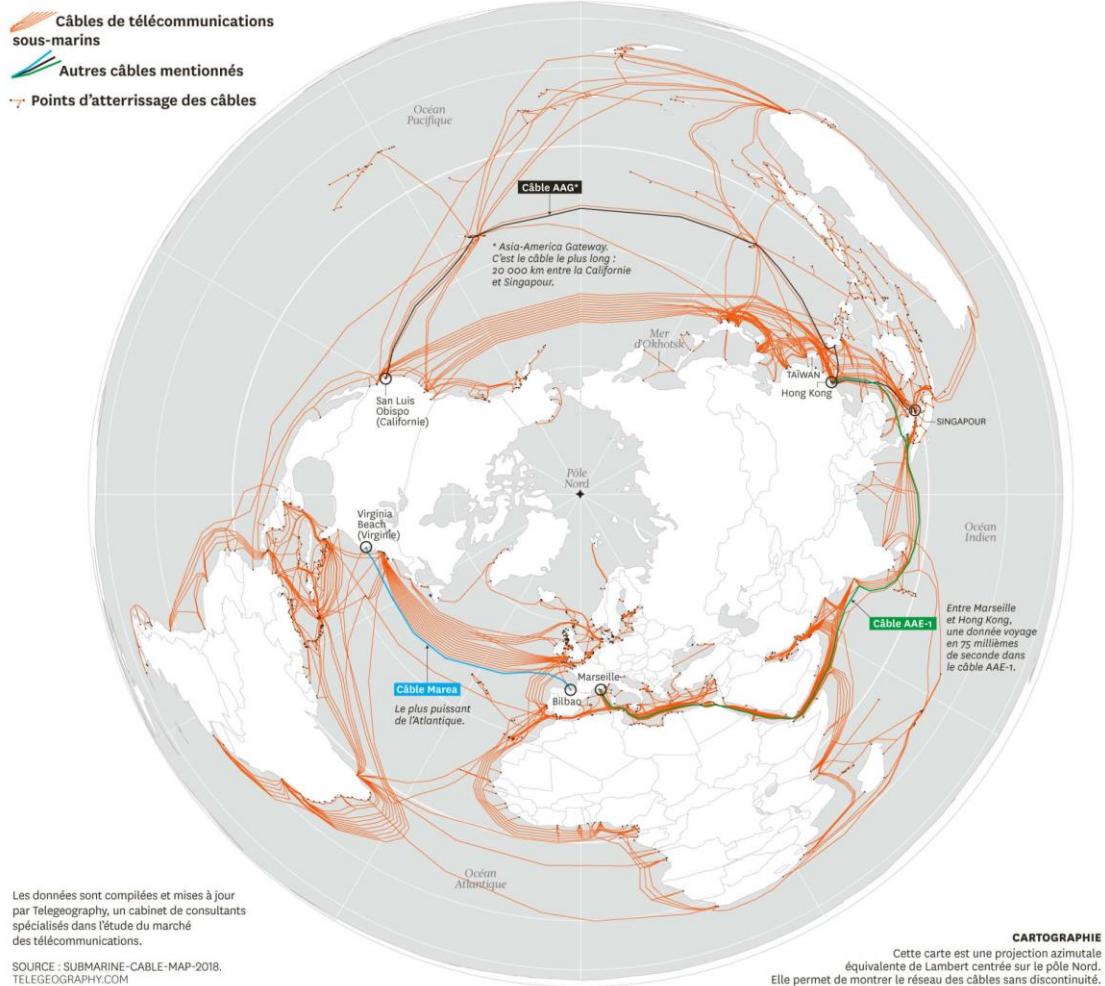 Câbles de télécommunications
sous-marins
Autres câbles mentionnés
Points d'atterrissage des câbles
Océan
Pacifique
Câble AAG*
* Asia-America Gateway.
C'est le câble le plus long :
20 000 km entre la Californie
et Singapour.
Mer
d'Okhotsk
TAÏWAN
Hong Kong
San Luis
Obispo
(Californie)
SINGAPOUR
Pôle
Nord
Virginia
Beach
(Virginie)
Océan
Indien
Câble AAE-1
Entre Marseille
et Hong Kong,
une donnée voyage
en 75 millièmes
de seconde dans
le câble AAE-1.
Câble Marea
Le plus puissant
de l'Atlantique.
Marseille
Bilbao
Océan
Atlantique
Les données sont compilées et mises à jour
par Telegeography, un cabinet de consultants
spécialisés dans l'étude du marché
des télécommunications.
SOURCE : SUBMARINE-CABLE-MAP-2018.
TELEGEOGRAPHY.COM
CARTOGRAPHIE
Cette carte est une projection azimutale
équivalente de Lambert centrée sur le pôle Nord.
Elle permet de montrer le réseau des câbles sans discontinuité.